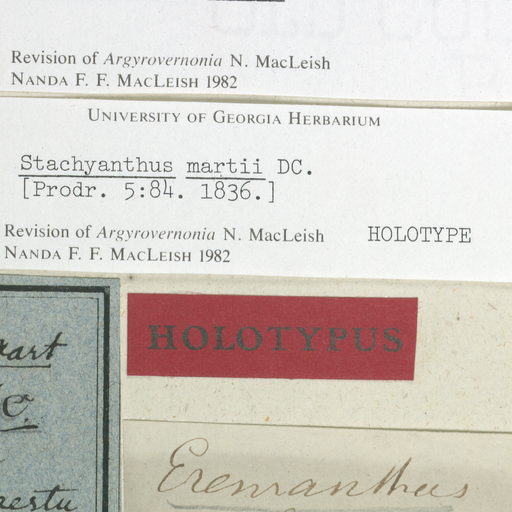 Revision of Argyrovernonia N. MacLeish
NANDA F. F. MACLEISH 1982
UNIVERSITY OF GEORGIA HERBARIUM
Stachyanthus martii DC.
[Prodr. 5:84. 1836.]
Revision of Argyrovernonia N. MacLeish HOLOTYPE
NANDA F. F. MACLEISH 1982
HOLOTYPUS
Eremanthus